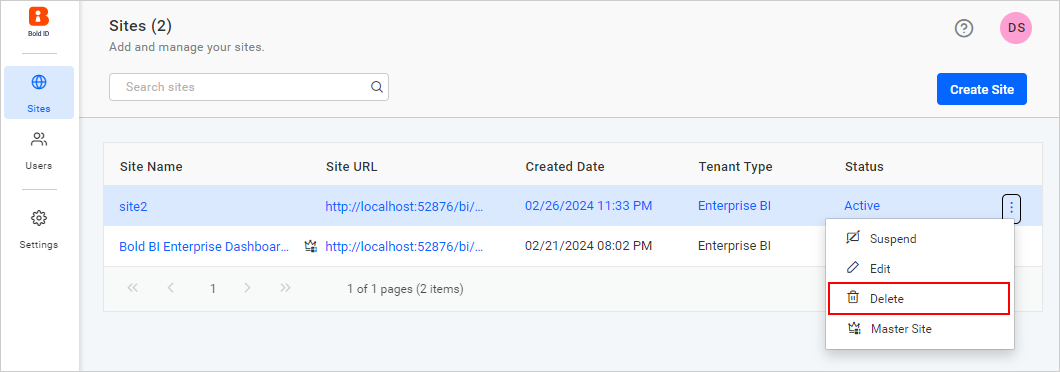 Bold ID
Sites (2)
Add and manage your sites.
DS
Search sites
Create Site
Sites
Users
Settings
Site Name Site URL Created Date Tenant Type Status
site2 http://localhost:52876/bi/... 02/26/2024 11:33 PM Enterprise BI Active
Bold BI Enterprise Dashboar... http://localhost:52876/bi/... 02/21/2024 08:02 PM Enterprise BI
1 1 of 1 pages (2 items)
Suspend
Edit
Delete
Master Site